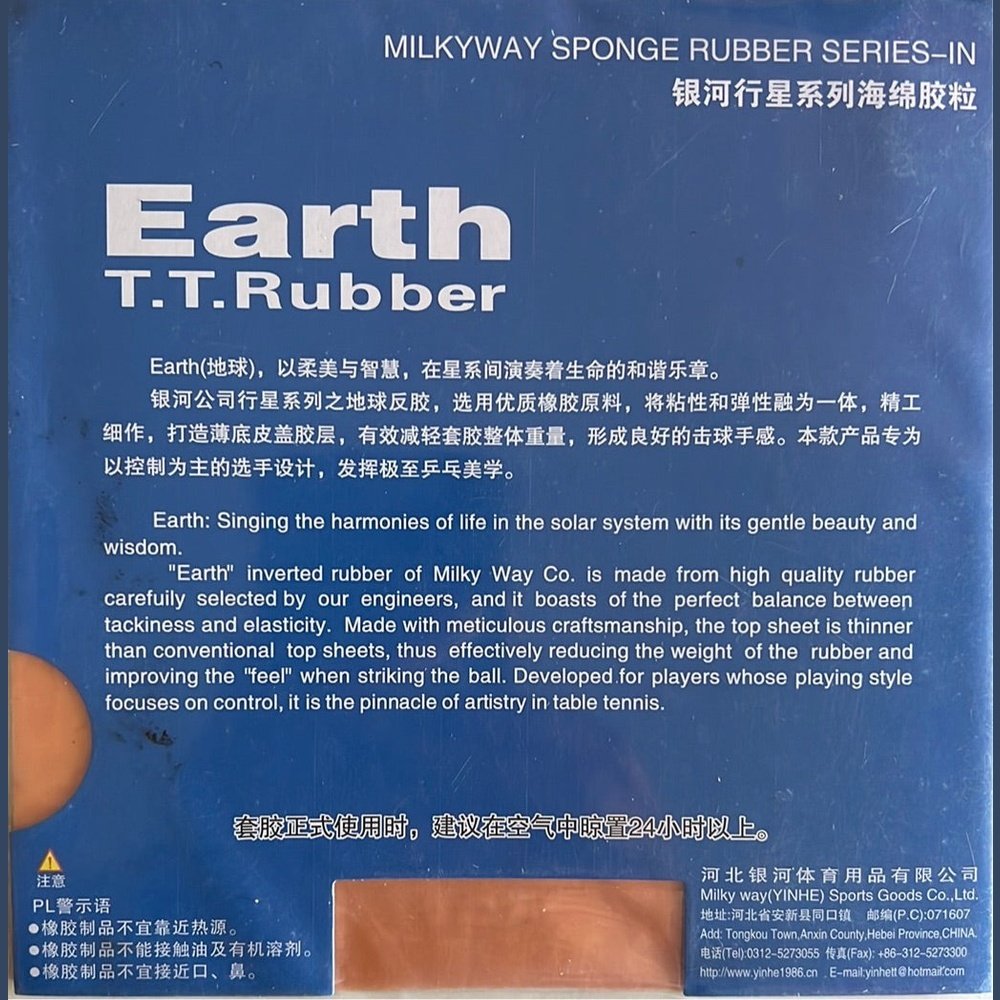 MILKYWAY SPONGE RUBBER SERIES-IN
银河行星系列海绵胶粒
Earth
T.T.Rubber
Earth(地球)，以柔美与智慧，在星系间演奏着生命的和谐乐章。
银河公司行星系列之地球反胶，选用优质橡胶原料，将粘性和弹性融为一体，精工
细作，打造薄底皮盖胶层，有效减轻套胶整体重量，形成良好的击球手感。本款产品专为
以控制为主的选手设计，发挥极至乒乓美学。
Earth: Singing the harmonies of life in the solar system with its gentle beauty and
wisdom.
"Earth" inverted rubber of Milky Way Co. is made from high quality rubber
carefuily selected by our engineers, and it boasts of the perfect balance between
tackiness and elasticity. Made with meticulous craftsmanship, the top sheet is thinner
than conventional top sheets, thus effectively reducing the weight of the rubber and
improving the "feel" when striking the ball. Developed for players whose playing style
focuses on control, it is the pinnacle of artistry in table tennis.
套胶正式使用时，建议在空气中晾置24小时以上。
注意
PL警示语
●橡胶制品不宜靠近热源。
●橡胶制品不能接触油及有机溶剂。
●橡胶制品不宜接近口、鼻。
河北银河体育用品有限公司
Milky way(YINHE) Sports Goods Co.,Ltd.
地址:河北省安新县同口镇 邮编(P.C):071607
Add: Tongkou Town,Anxin County,Hebei Province,CHINA.
电话(Tel):0312-5273055 传真(Fax): +86-312-5273300
http://www.yinhe1986.cn . E-mail:yinhett@hotmail.com